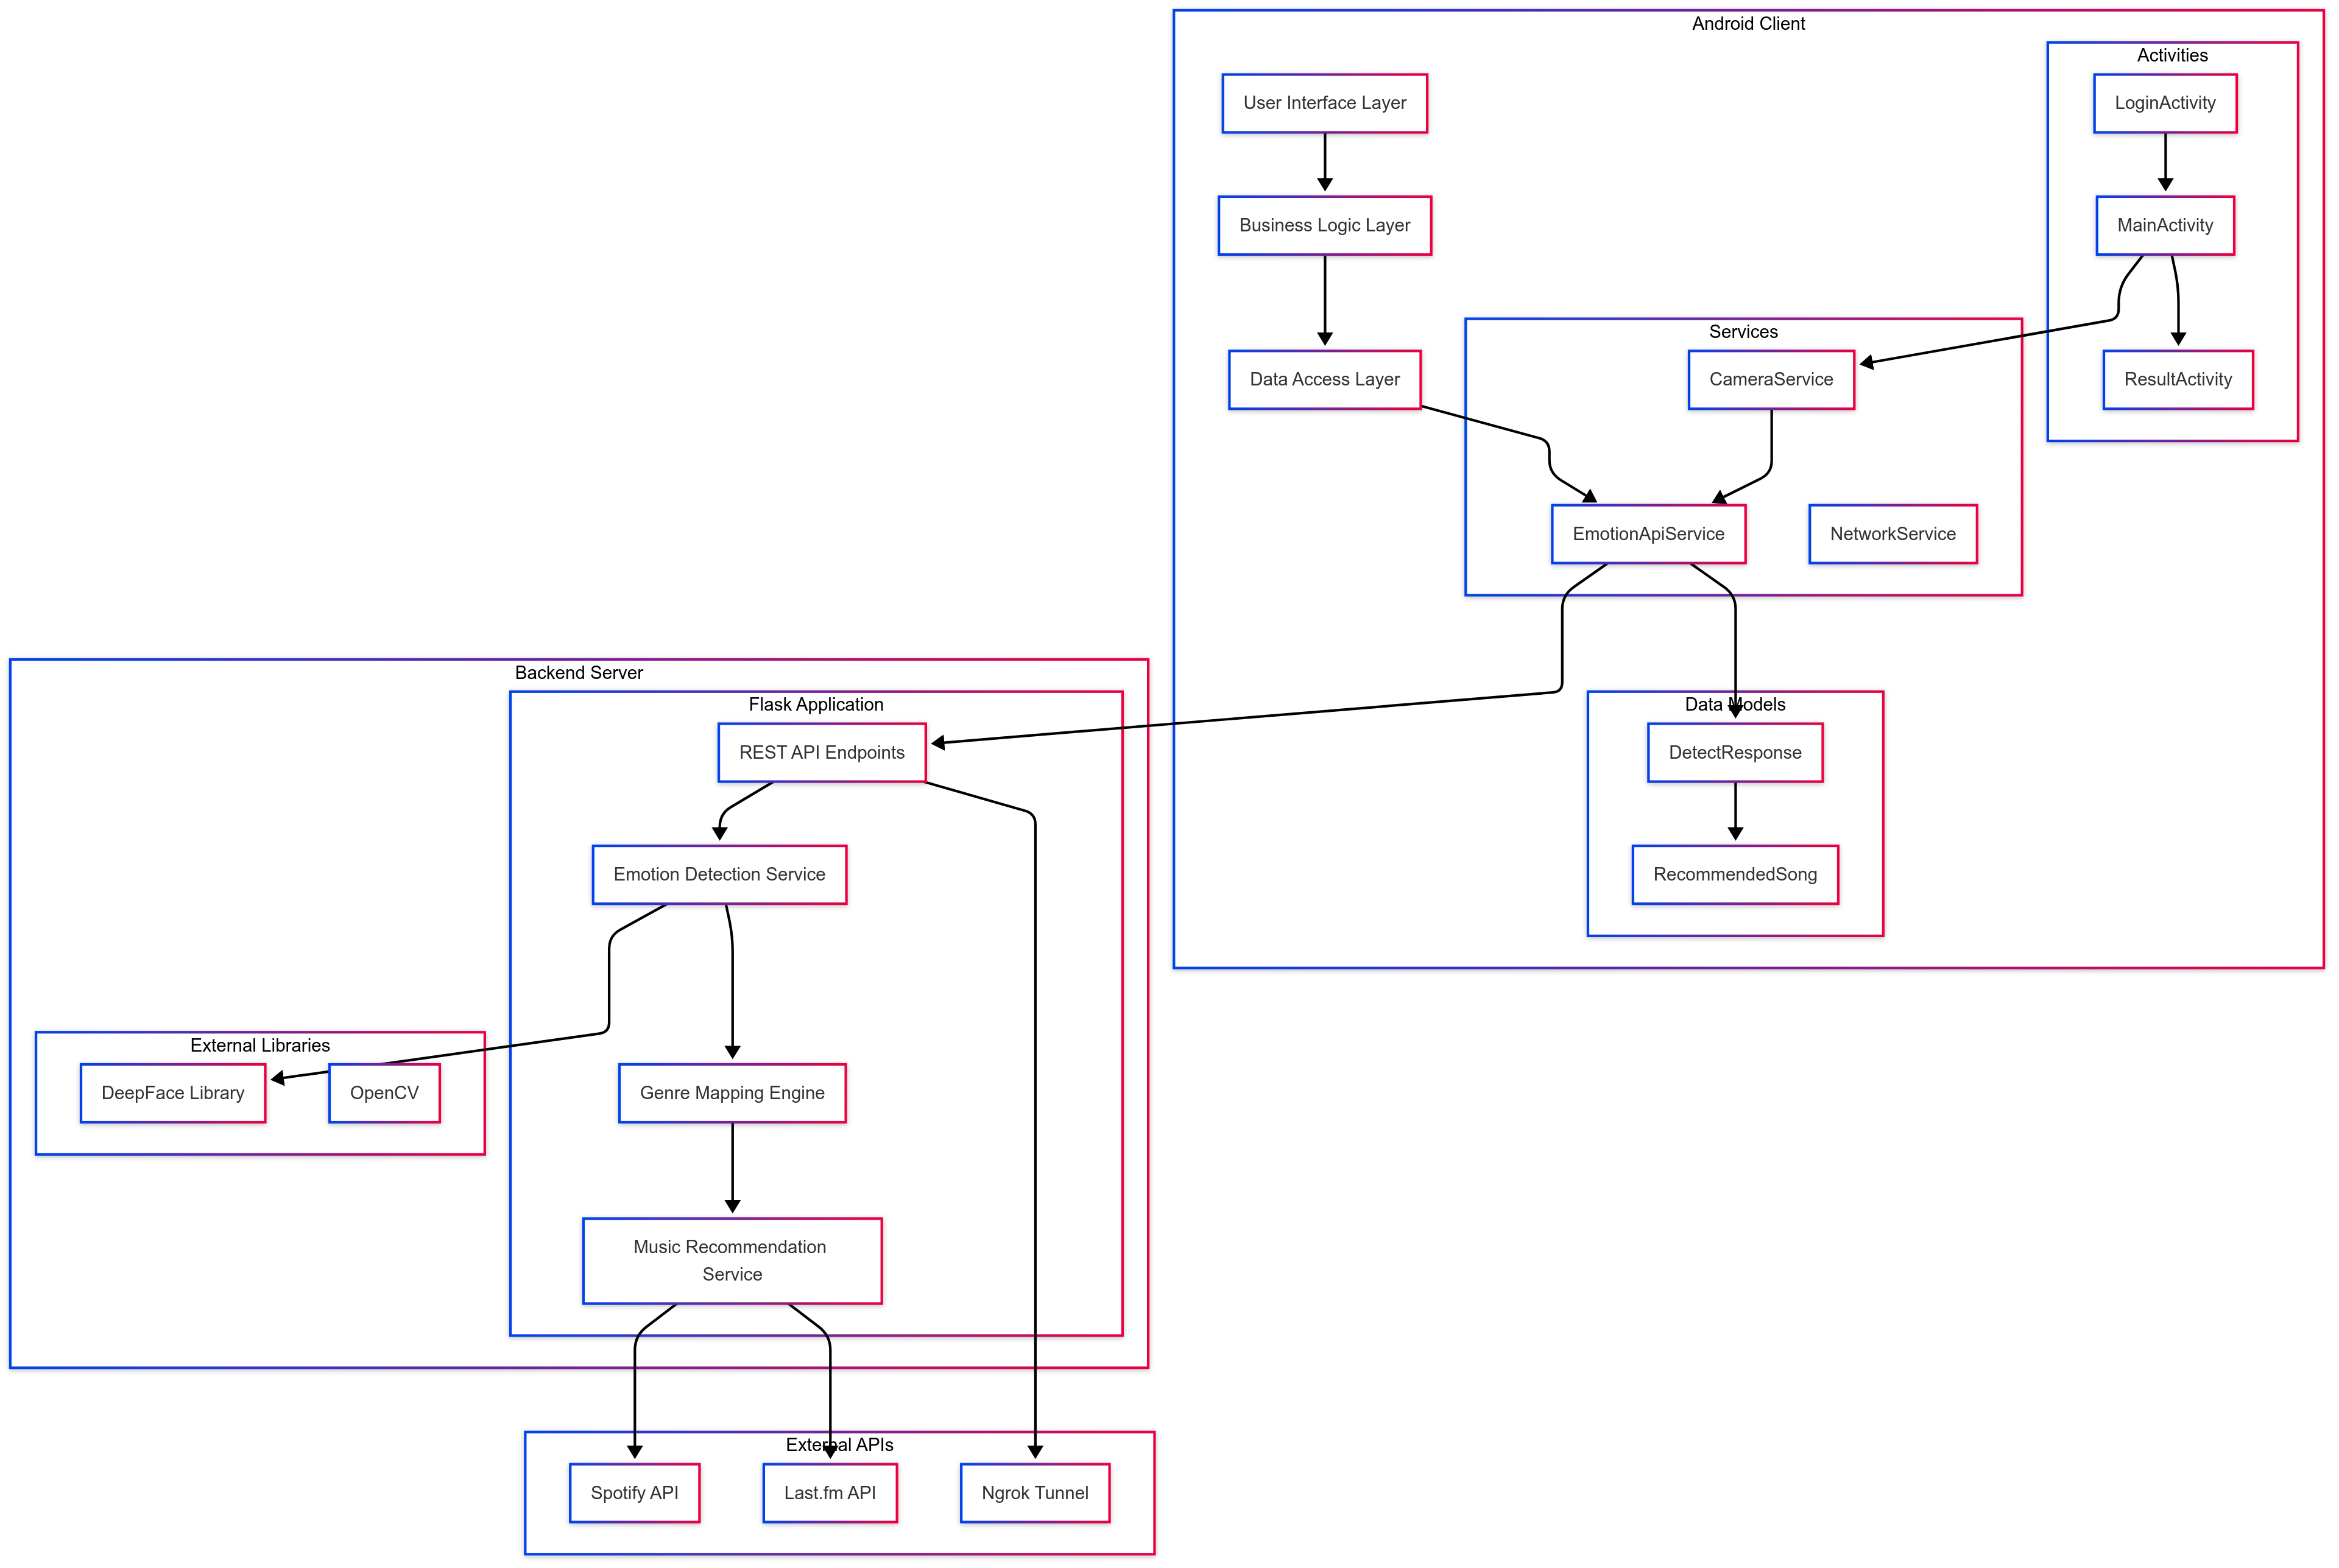 Android Client
Activities
User Interface Layer
LoginActivity
Business Logic Layer
MainActivity
Services
Data Access Layer
CameraService
ResultActivity
EmotionApiService
NetworkService
Backend Server
Flask Application
Data Models
REST API Endpoints
DetectResponse
Emotion Detection Service
RecommendedSong
External Libraries
DeepFace Library
OpenCV
Genre Mapping Engine
Music Recommendation
Service
External APIs
Spotify API
Last.fm API
Ngrok Tunnel